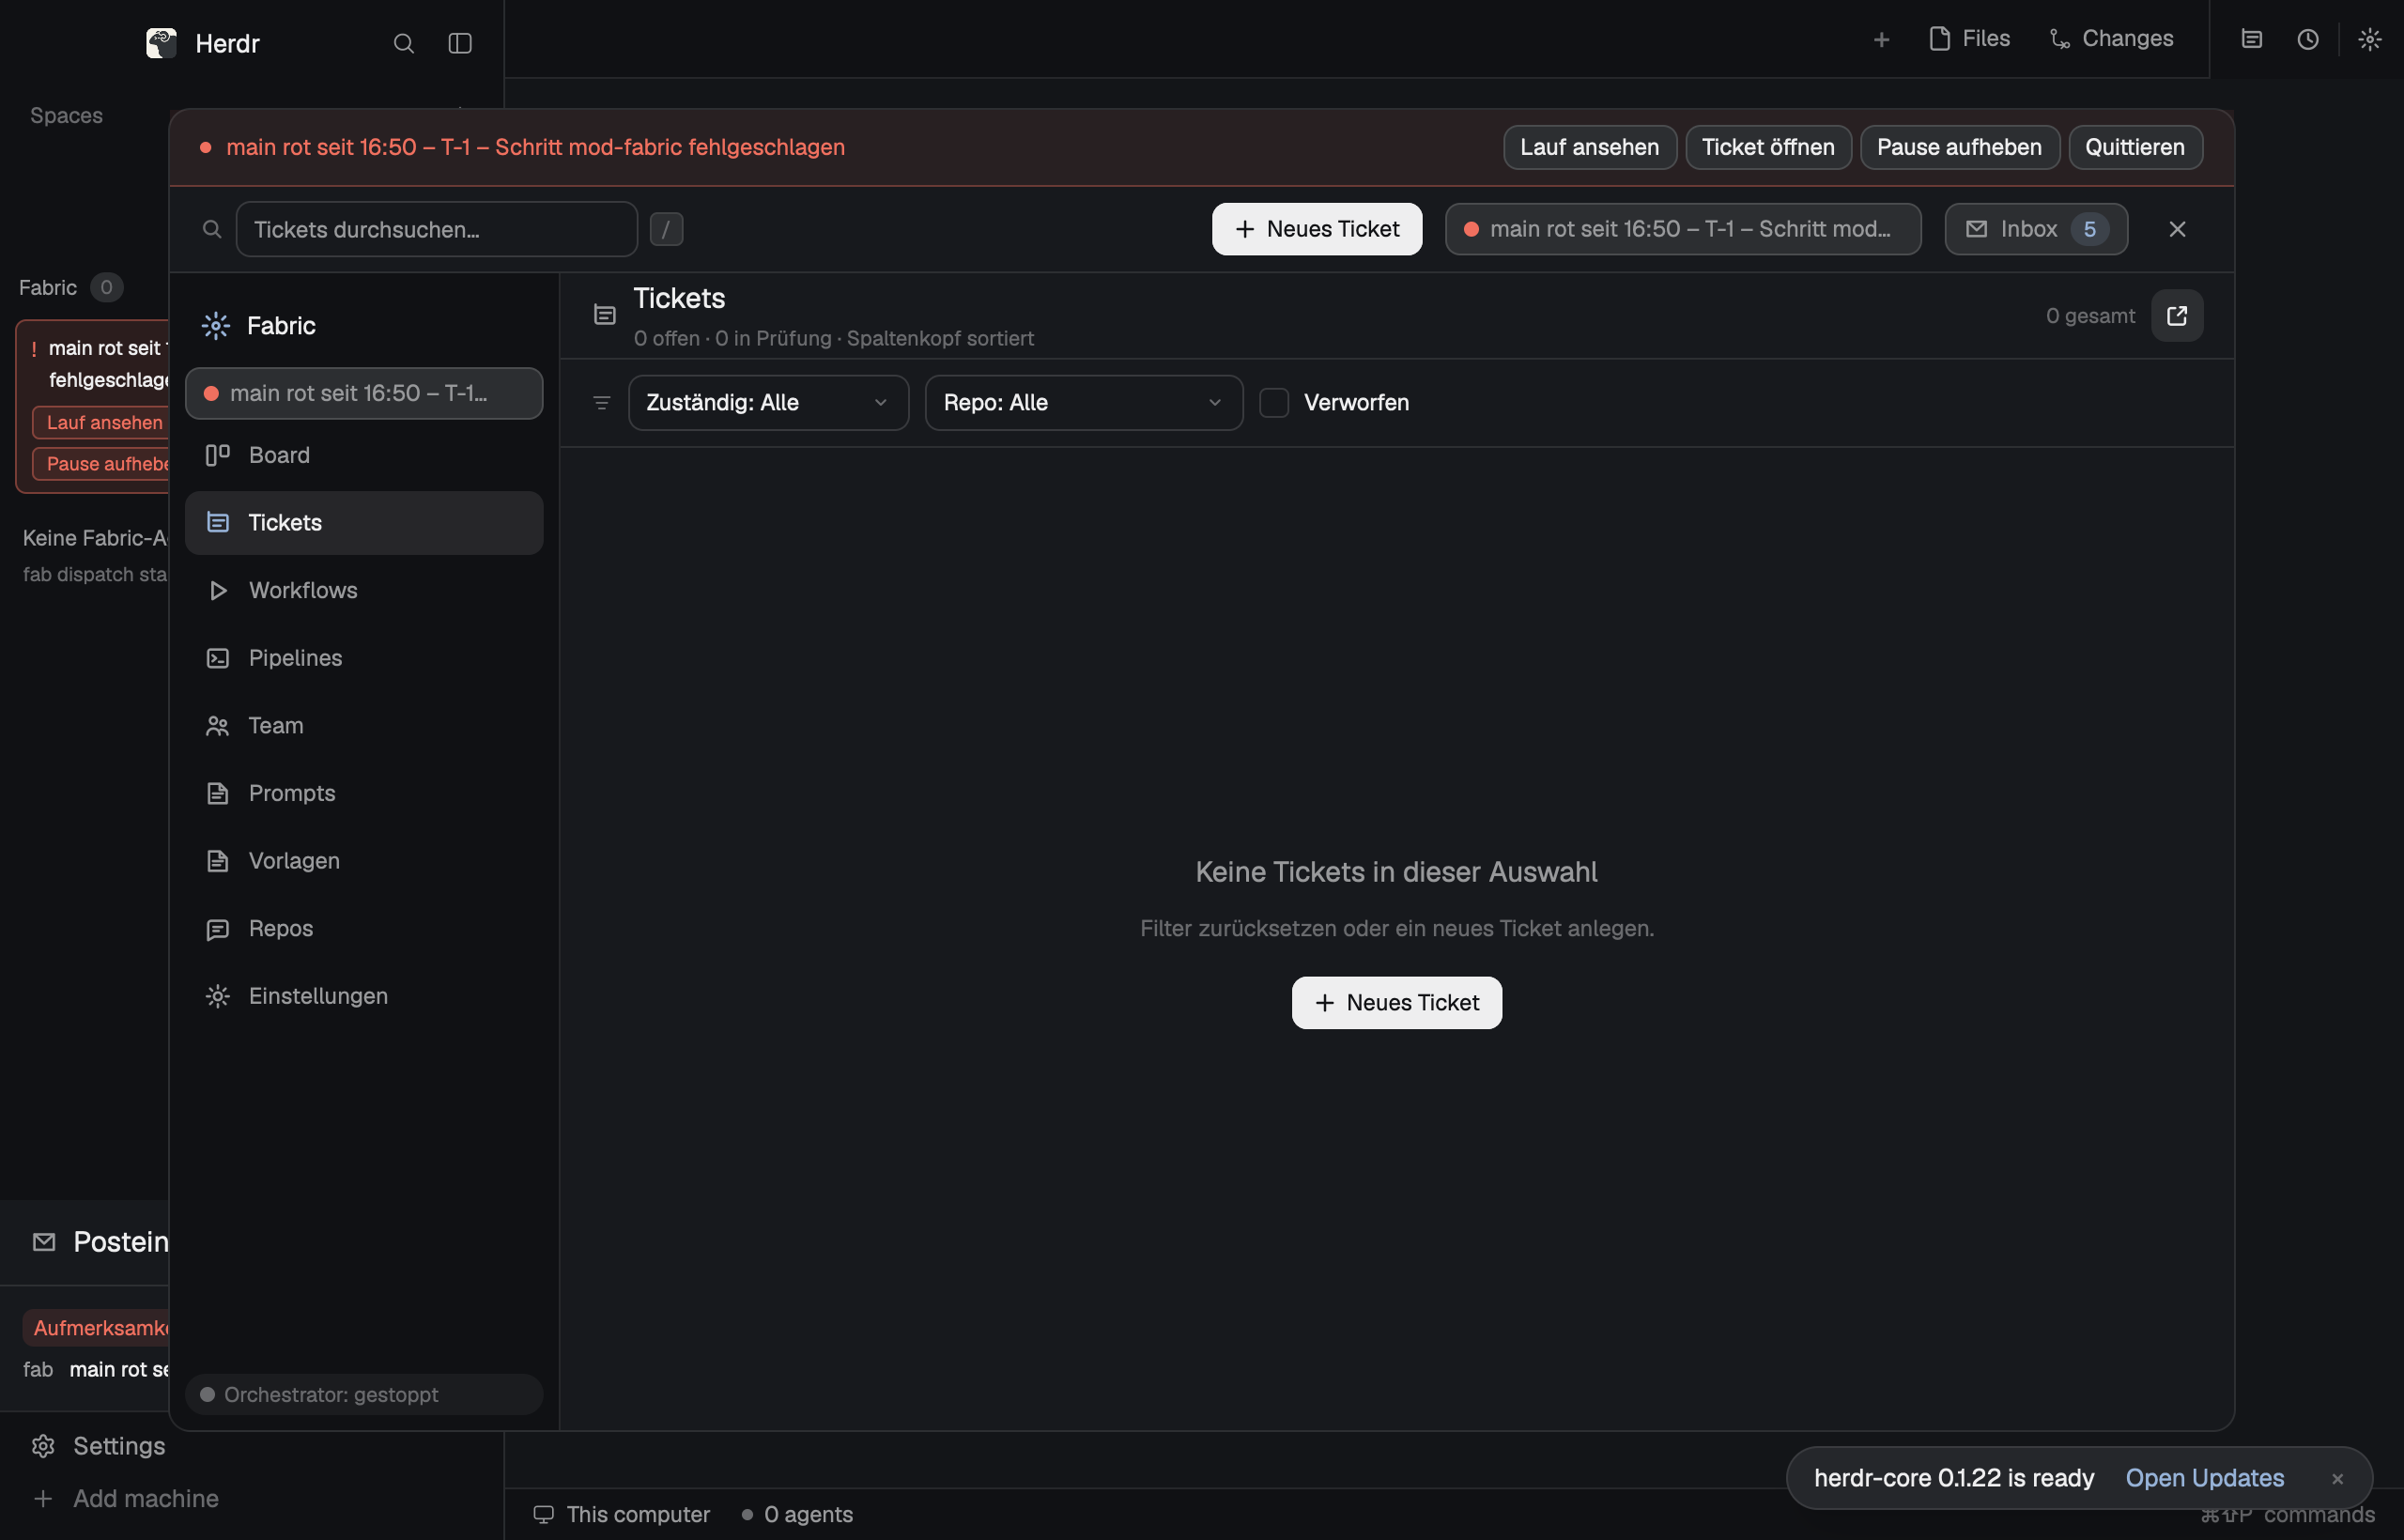 Herdr
Files
Changes
Spaces
main rot seit 16:50 – T-1 – Schritt mod-fabric fehlgeschlagen
Lauf ansehen
Ticket öffnen
Pause aufheben
Quittieren
Tickets durchsuchen...
/
Neues Ticket
main rot seit 16:50 – T-1 – Schritt mod...
Inbox 5
Fabric 0
! main rot seit
fehlgeschlage
Lauf ansehen
Pause aufhebe
Keine Fabric-A
fab dispatch sta
Fabric
main rot seit 16:50 – T-1...
Board
Tickets
Workflows
Pipelines
Team
Prompts
Vorlagen
Repos
Einstellungen
Orchestrator: gestoppt
Tickets
0 offen · 0 in Prüfung · Spaltenkopf sortiert
0 gesamt
Zuständig: Alle
Repo: Alle
Verworfen
Keine Tickets in dieser Auswahl
Filter zurücksetzen oder ein neues Ticket anlegen.
Neues Ticket
Postein
Aufmerksamk
fab main rot se
Settings
Add machine
This computer
0 agents
herdr-core 0.1.22 is ready
Open Updates
⌘⇧P commands